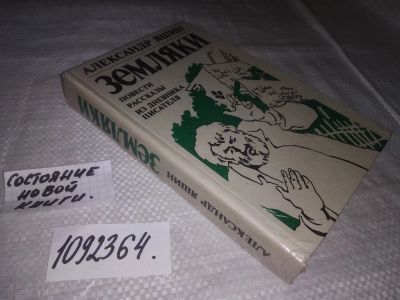 АЛЕКСАНДР ЯШИН
ЗЕМЛЯКИ
ПОВЕСТИ
РАССКАЗЫ
ИЗ ДНЕВНИКА
ПИСАТЕЛЯ
АЛЕКСАНДР ЯШИН ЗЕМЛЯКИ
СОСТОЯНИЕ
НОВОЙ
КНИГИ.
1092364.